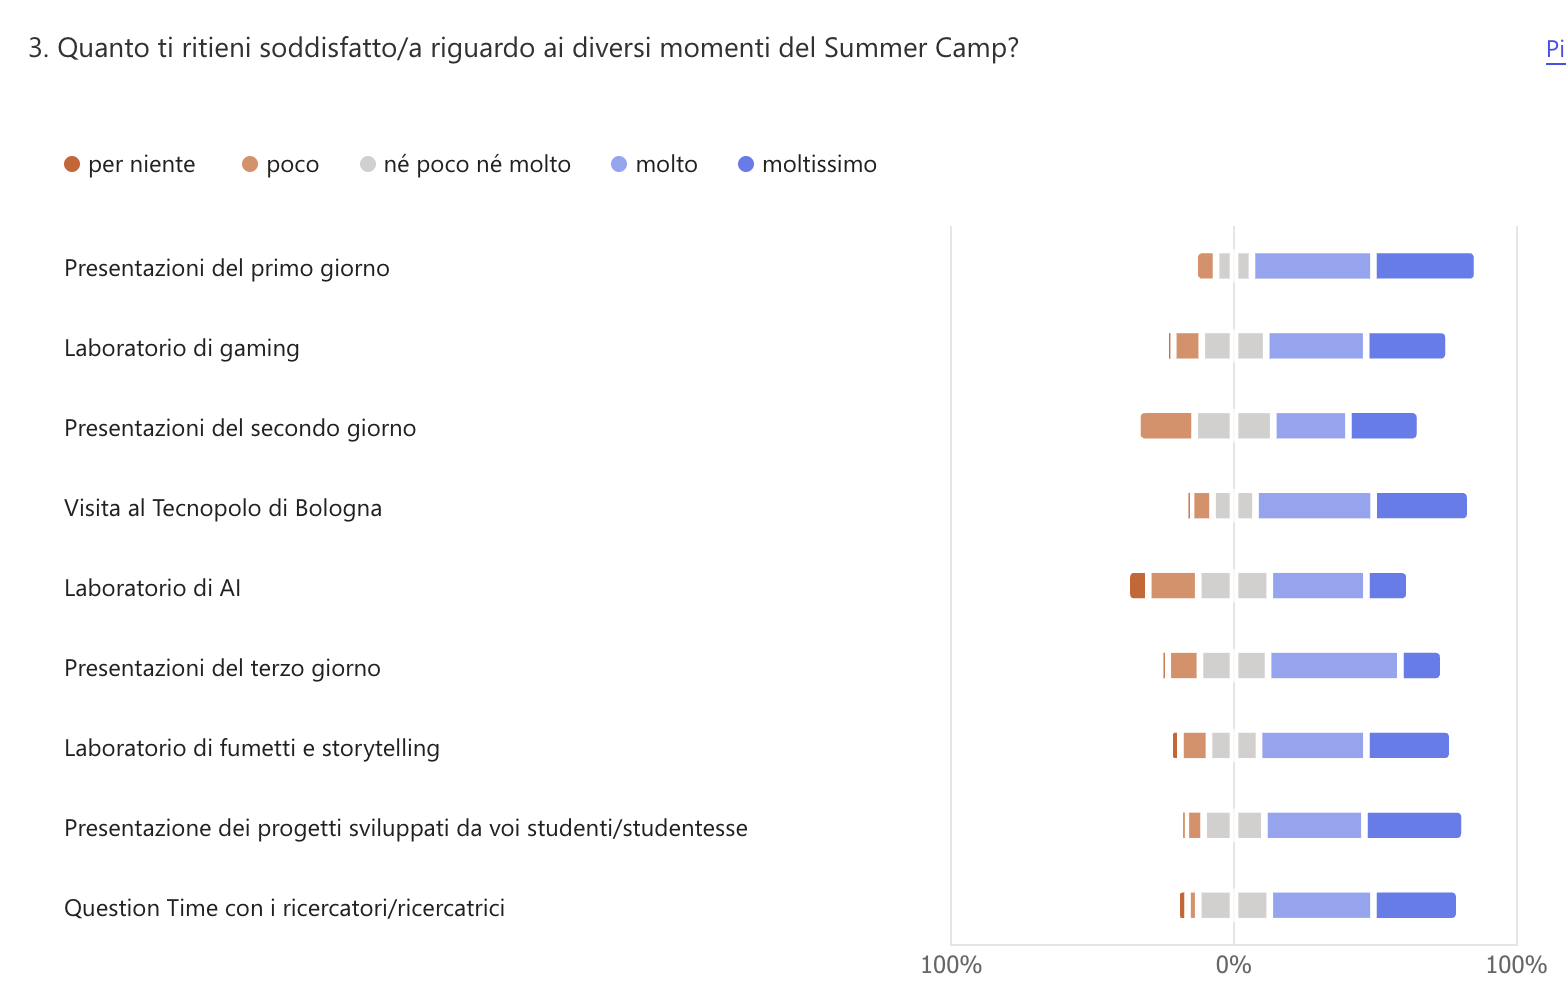 3. Quanto ti ritieni soddisfatto/a riguardo ai diversi momenti del Summer Camp?
Pi
per niente poco né poco né molto molto moltissimo
Presentazioni del primo giorno
Laboratorio di gaming
Presentazioni del secondo giorno
Visita al Tecnopolo di Bologna
Laboratorio di AI
Presentazioni del terzo giorno
Laboratorio di fumetti e storytelling
Presentazione dei progetti sviluppati da voi studenti/studentesse
Question Time con i ricercatori/ricercatrici
100% 0% 100%